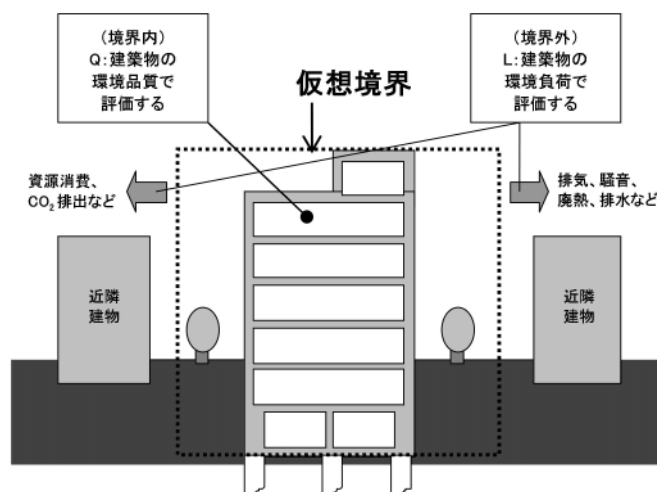 (境界内)
Q:建築物の
環境品質で
評価する
仮想境界
(境界外)
L:建築物の
環境負荷で
評価する
資源消費、
CO₂排出など
排気、騒音、
廃熱、排水など
近隣
建物
近隣
建物